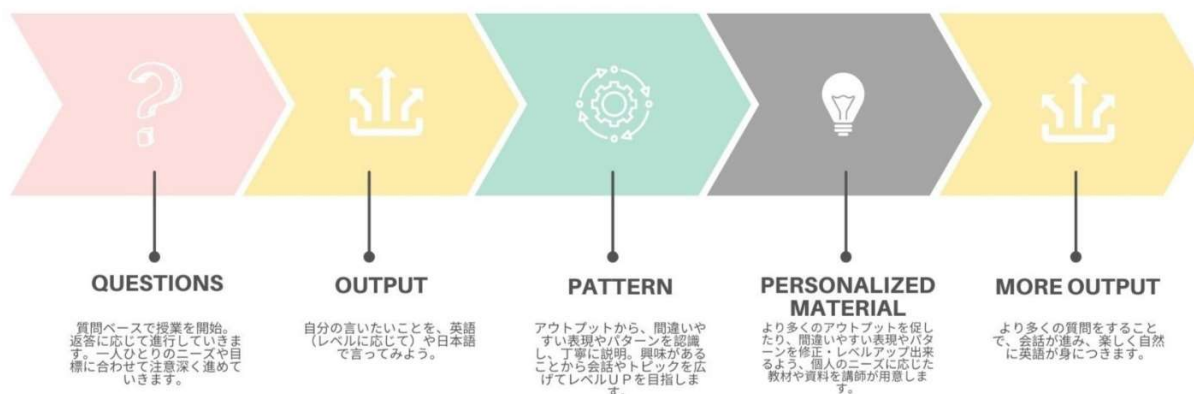 QUESTIONS
質問ベースで授業を開始。
返答に応じて進行していきま
す。一人ひとりのニーズや目
標に合わせて注意深く進めて
いきます。
OUTPUT
自分の言いたいことを、英語
（レベルに応じて）や日本語
で言ってみよう。
PATTERN
アウトプットから、間違いや
すい表現やパターンを認識
し、丁寧に説明。興味がある
ことから会話やトピックを広
げてレベルＵＰを目指しま
す。
PERSONALIZED
MATERIAL
より多くのアウトプットを促し
たり、間違いやすい表現やパタ
ーンを修正・レベルアップ出来
るよう、個人のニーズに応じた
教材や資料を講師が用意しま
す。
MORE OUTPUT
より多くの質問をすること
で、会話が進み、楽しく自然
に英語が身につきます。